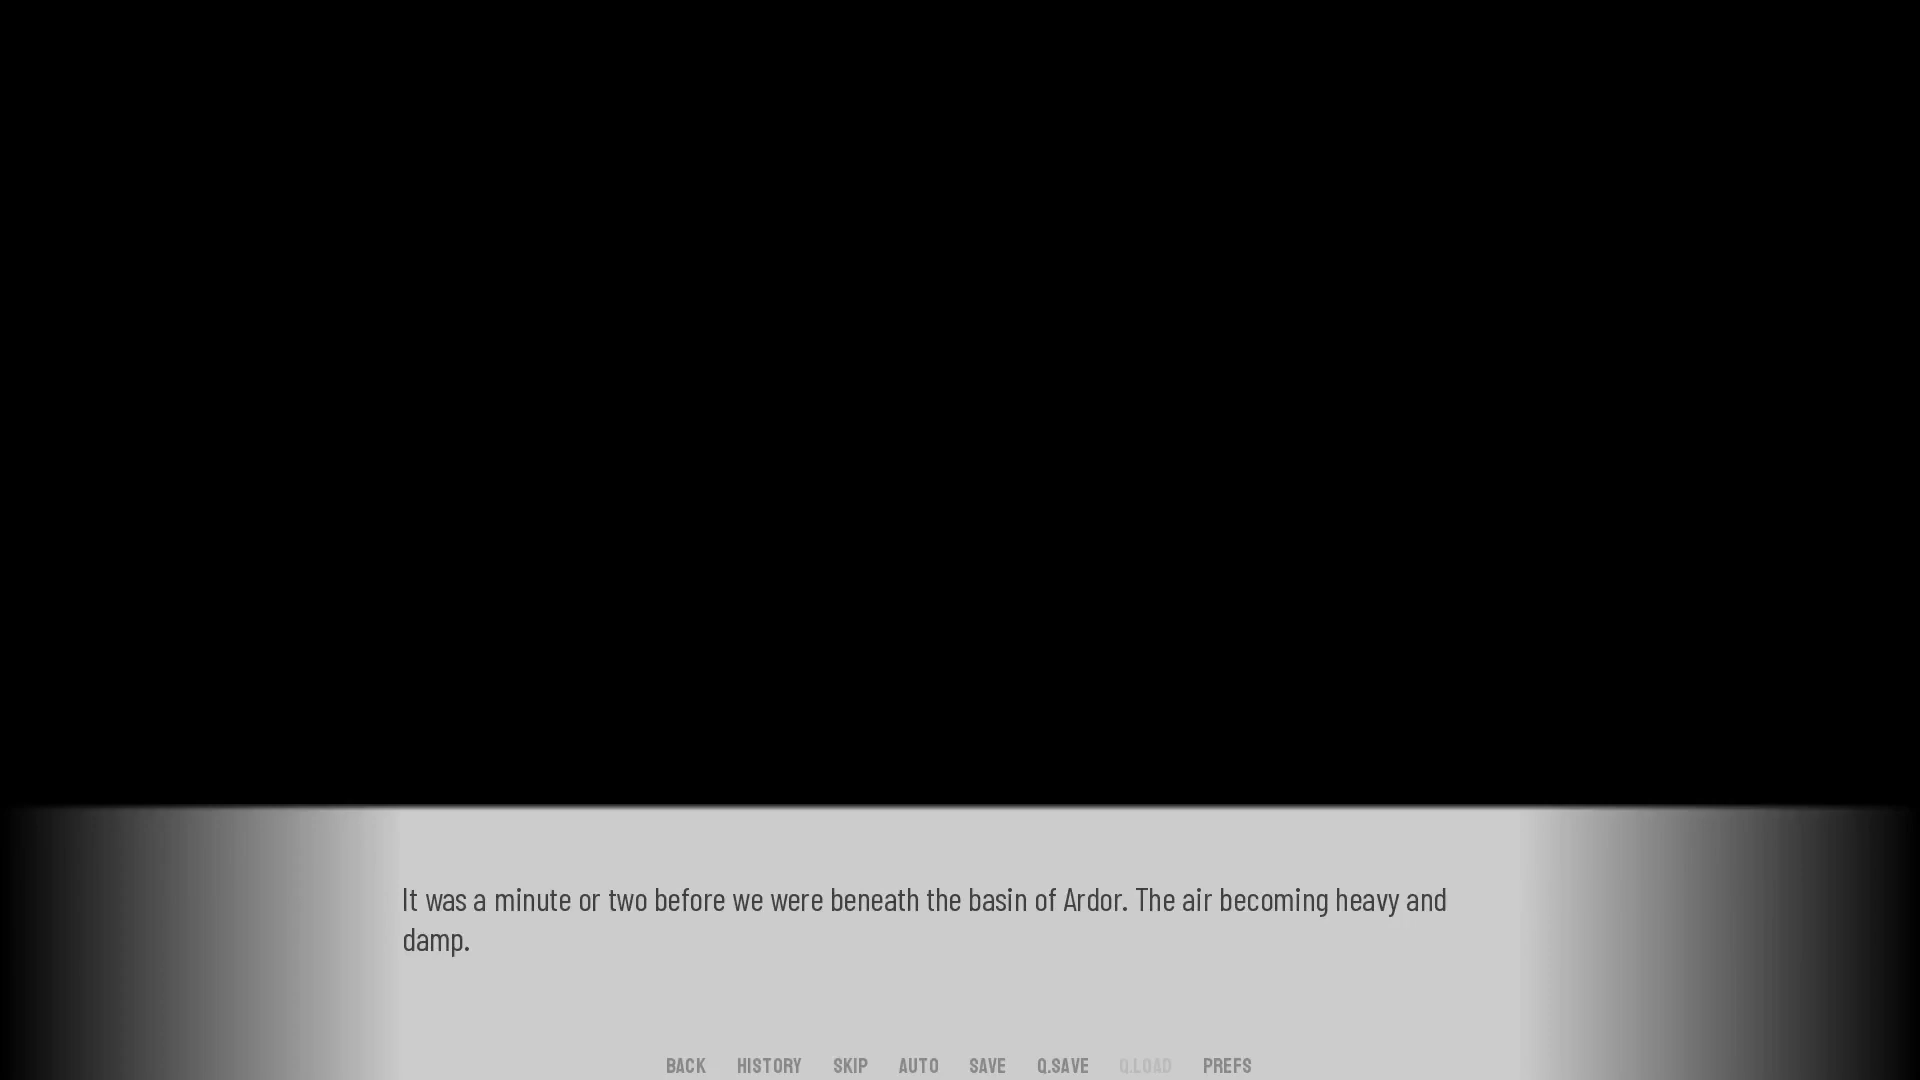 It was a minute or two before we were beneath the basin of Ardor. The air becoming heavy and
damp.
BACK HISTORY SKIP AUTO SAVE Q.SAVE Q.LOAD PREFS